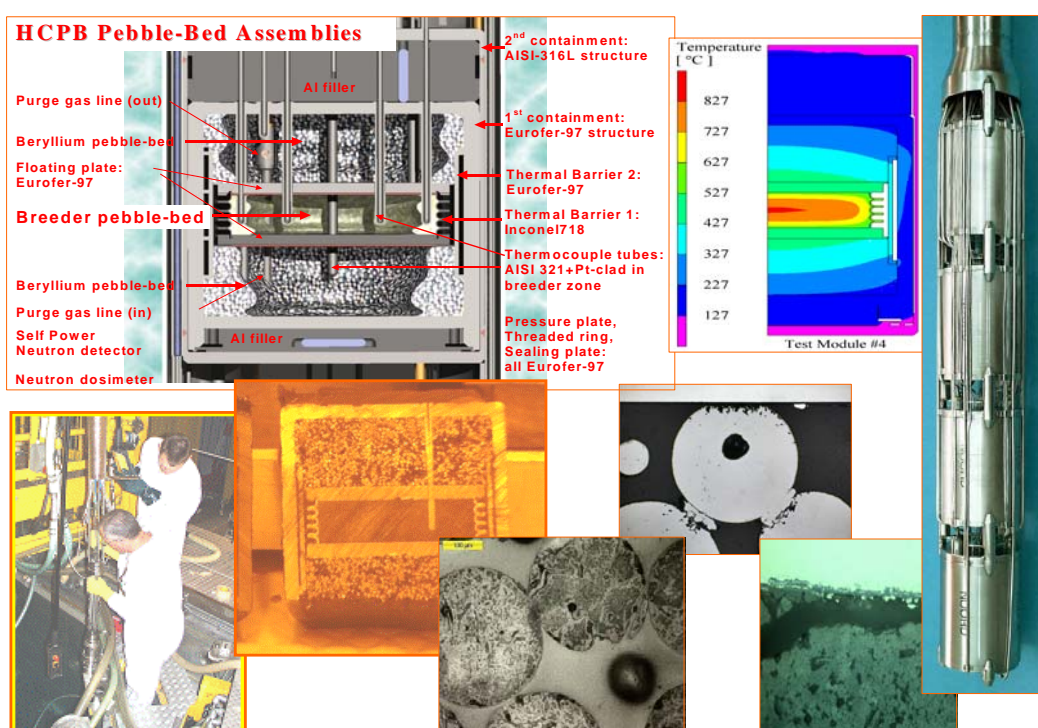 HCPB Pebble-Bed Assemblies
Purge gas line (out)
Beryllium pebble-bed
Floating plate:
Eurofer-97
Breeder pebble-bed
Beryllium pebble-bed
Purge gas line (in)
Self Power
Neutron detector
Neutron dosimeter
Al filler
Al filler
2nd containment:
AISI-316L structure
1st containment:
Eurofer-97 structure
Thermal Barrier 2:
Eurofer-97
Thermal Barrier 1:
Inconel718
Thermocouple tubes:
AISI 321+Pt-clad in
breeder zone
Pressure plate,
Threaded ring,
Sealing plate:
all Eurofer-97
Temperature
[ °C]
827
727
627
527
427
327
227
127
Test Module #4